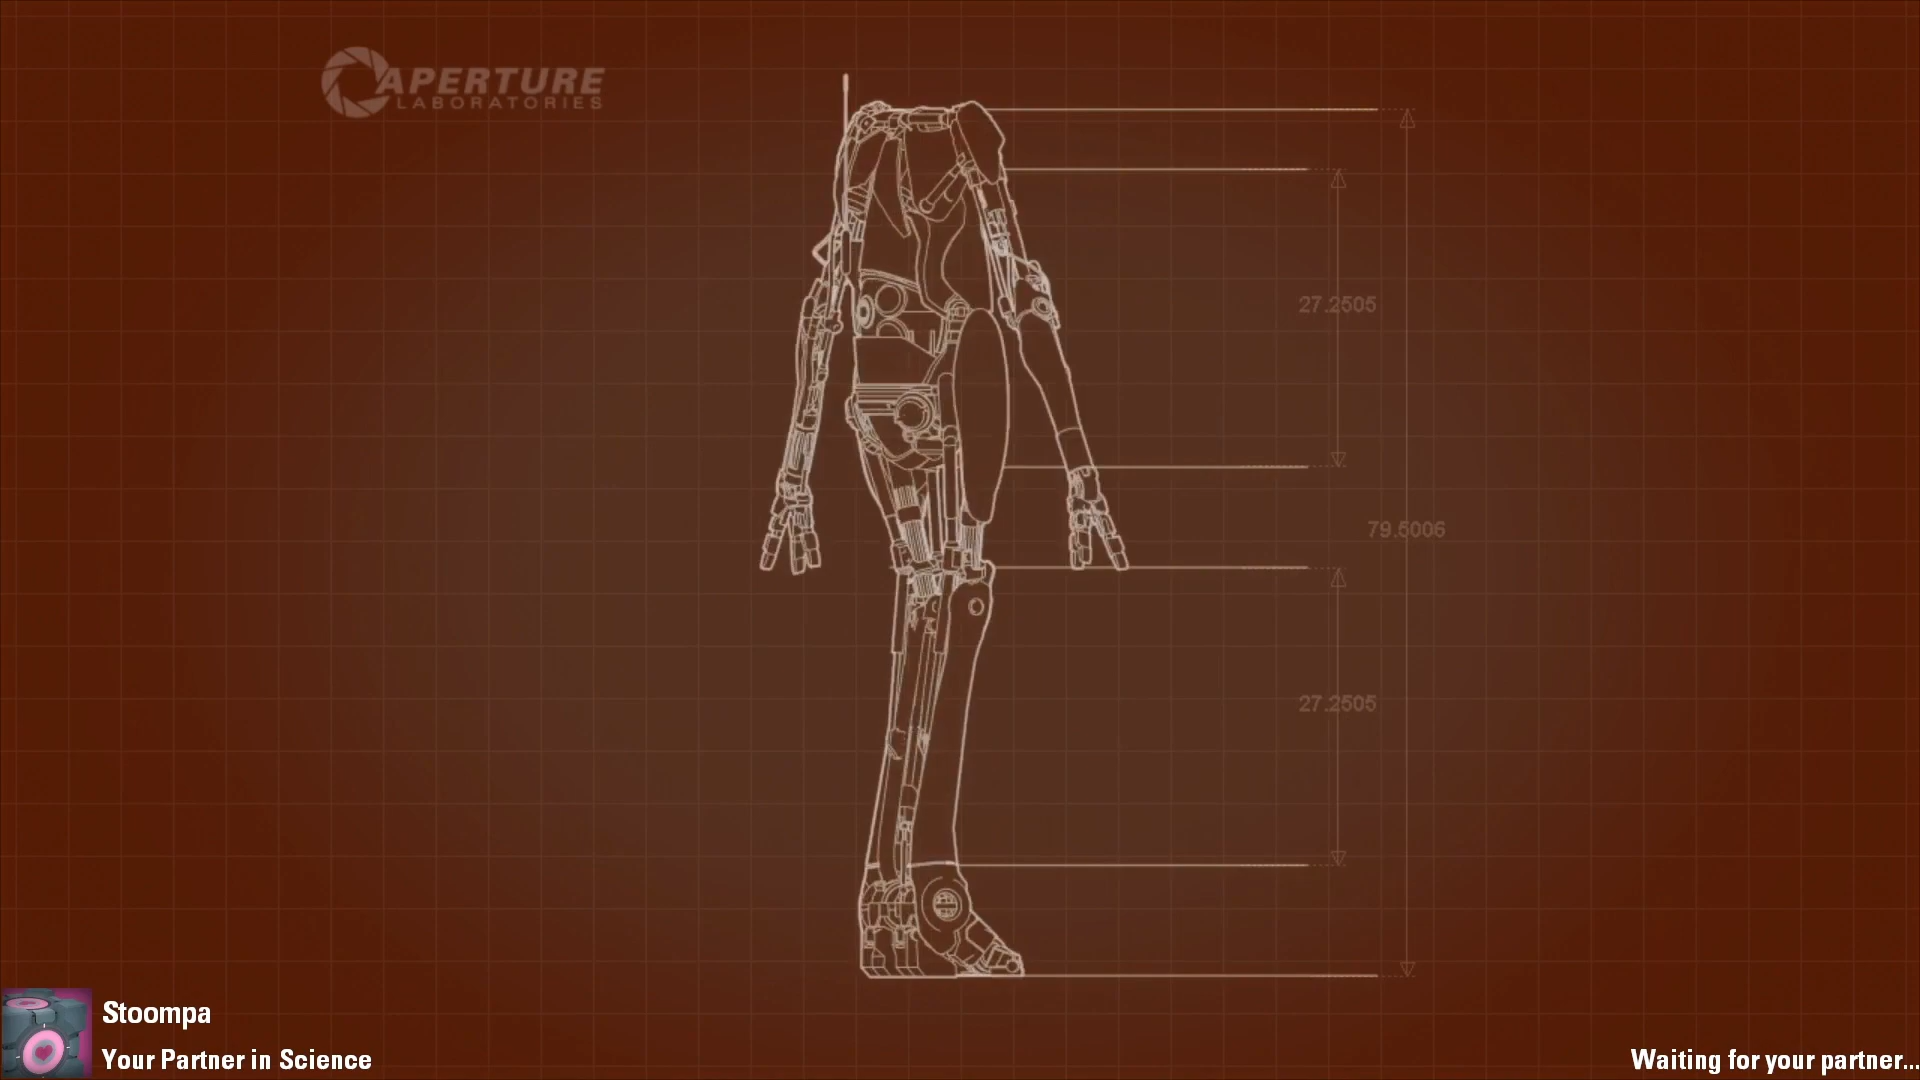 APERTURE
LABORATORIES
27.2505
79.5006
27.2505
Stoompa
Your Partner in Science
Waiting for your partner...